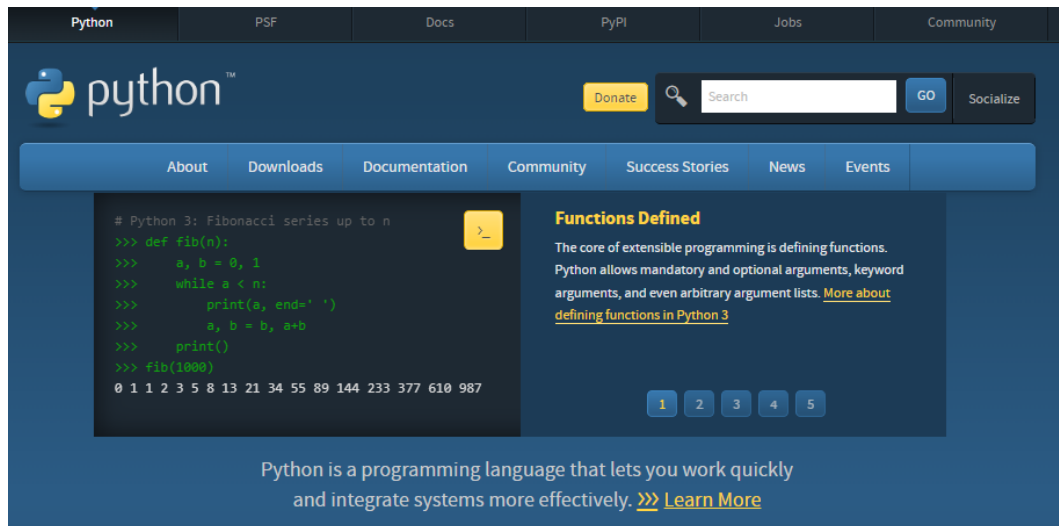 Python PSF Docs PyPI Jobs Community
python™
Donate Search GO Socialize
About Downloads Documentation Community Success Stories News Events
# Python 3: Fibonacci series up to n
>>> def fib(n):
>>>     a, b = 0, 1
>>>     while a < n:
>>>         print(a, end=' ')
>>>         a, b = b, a+b
>>>     print()
>>> fib(1000)
0 1 1 2 3 5 8 13 21 34 55 89 144 233 377 610 987
>_
Functions Defined
The core of extensible programming is defining functions.
Python allows mandatory and optional arguments, keyword
arguments, and even arbitrary argument lists. More about
defining functions in Python 3
1 2 3 4 5
Python is a programming language that lets you work quickly
and integrate systems more effectively. >>> Learn More